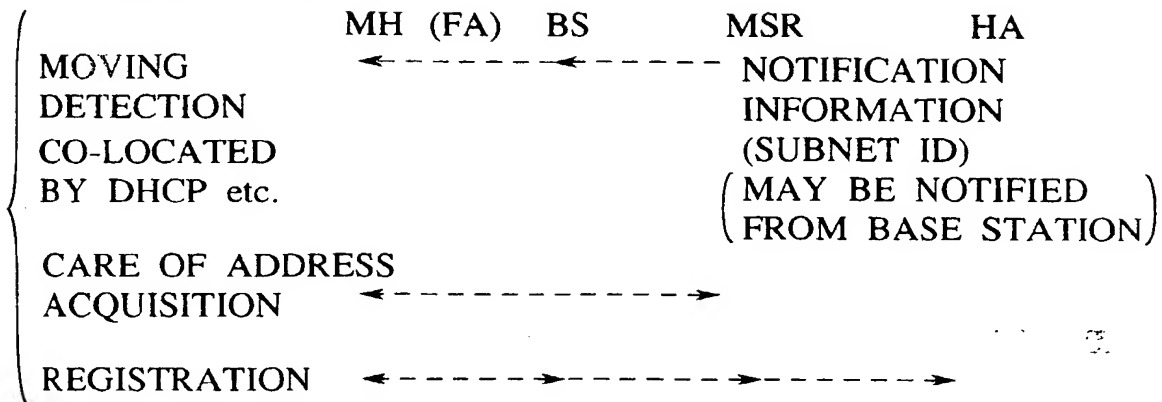 MH (FA) BS MSR HA
MOVING NOTIFICATION
DETECTION INFORMATION
CO-LOCATED (SUBNET ID)
BY DHCP etc. (MAY BE NOTIFIED
FROM BASE STATION)
CARE OF ADDRESS
ACQUISITION
REGISTRATION